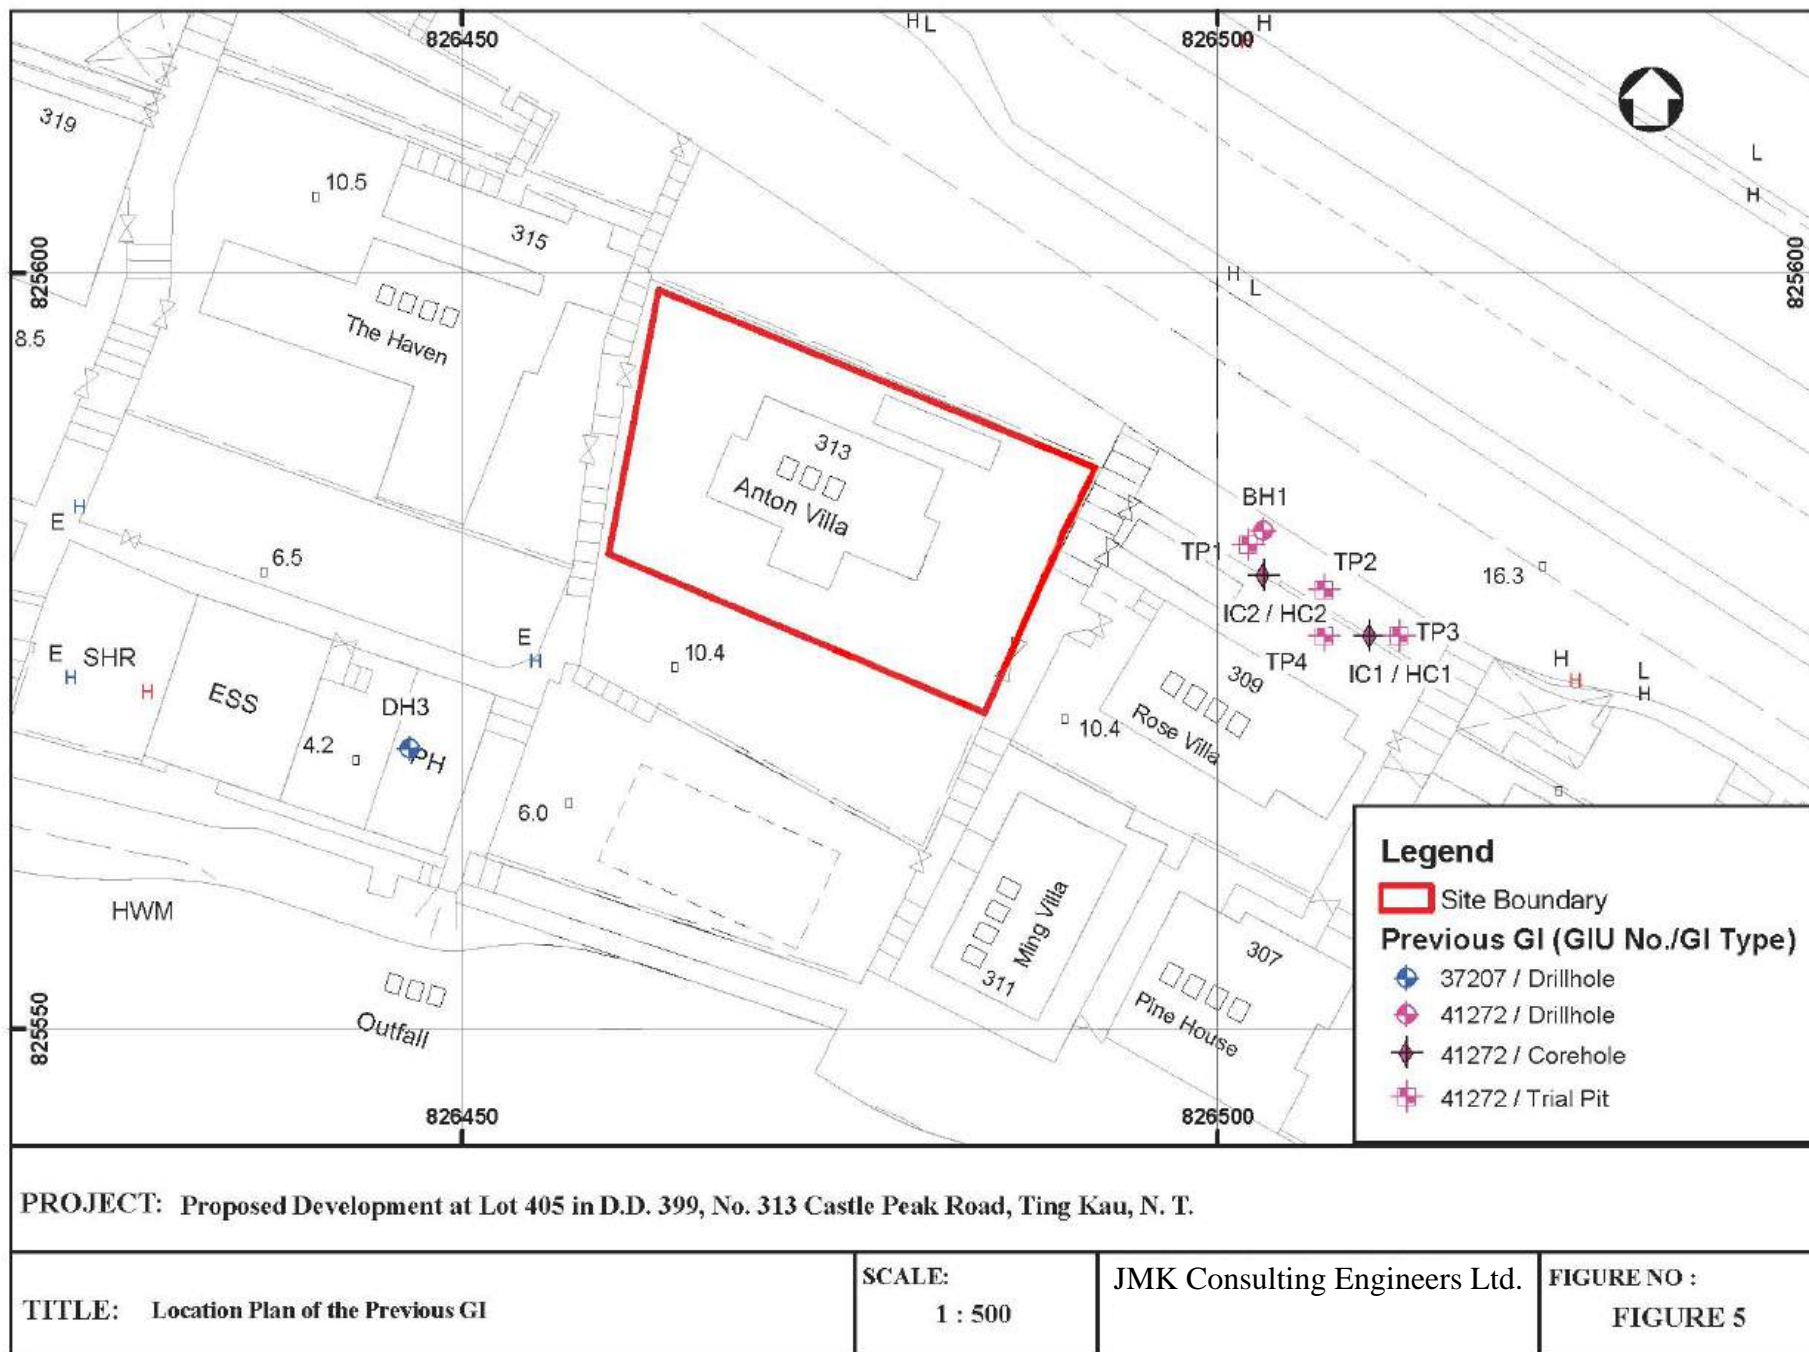 H L
H
826450
826500
H
319
L
H
10.5
315
825600
825600
H
L
The Haven
8.5
313
Anton Villa
H
E
BH1
TP1
TP2
16.3
6.5
IC2 / HC2
TP3
E
H
10.4
TP4
IC1 / HC1
H
H
L
H
E SHR
H
H
ESS
309
DH3
Rose Villa
10.4
4.2
PH
6.0
HWM
Ming Villa
311
307
Pine House
Outfall
825550
826450
826500
Legend
Site Boundary
Previous GI (GIU No./GI Type)
37207 / Drillhole
41272 / Drillhole
41272 / Corehole
41272 / Trial Pit
PROJECT: Proposed Development at Lot 405 in D.D. 399, No. 313 Castle Peak Road, Ting Kau, N. T.
TITLE: Location Plan of the Previous GI
SCALE:
1 : 500
JMK Consulting Engineers Ltd.
FIGURE NO :
FIGURE 5